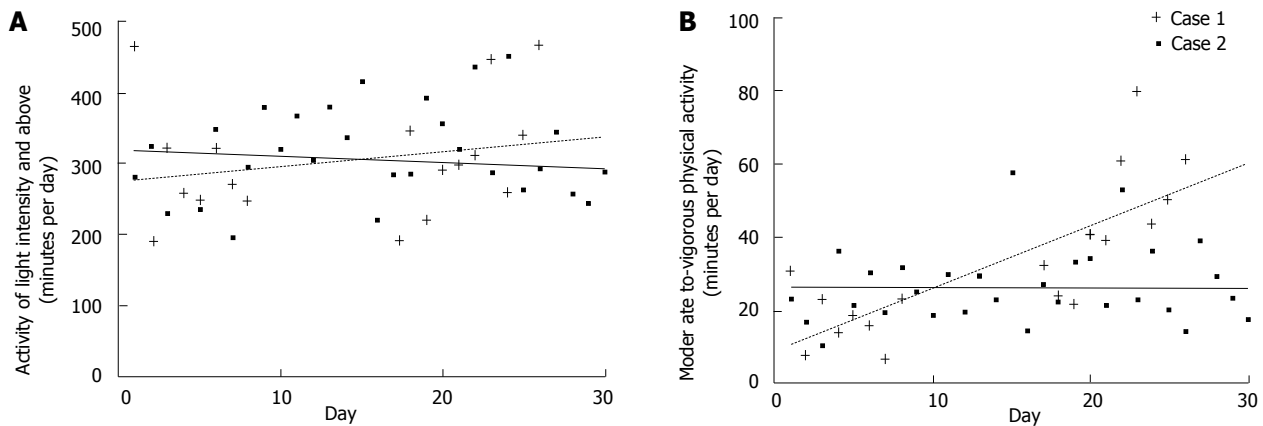 A
Activity of light intensity and above
(minutes per day)
500
400
300
200
100
0
0 10 20 30
Day
B
Moder ate to-vigorous physical activity
(minutes per day)
100
80
60
40
20
0
0 10 20 30
Day
Case 1
Case 2